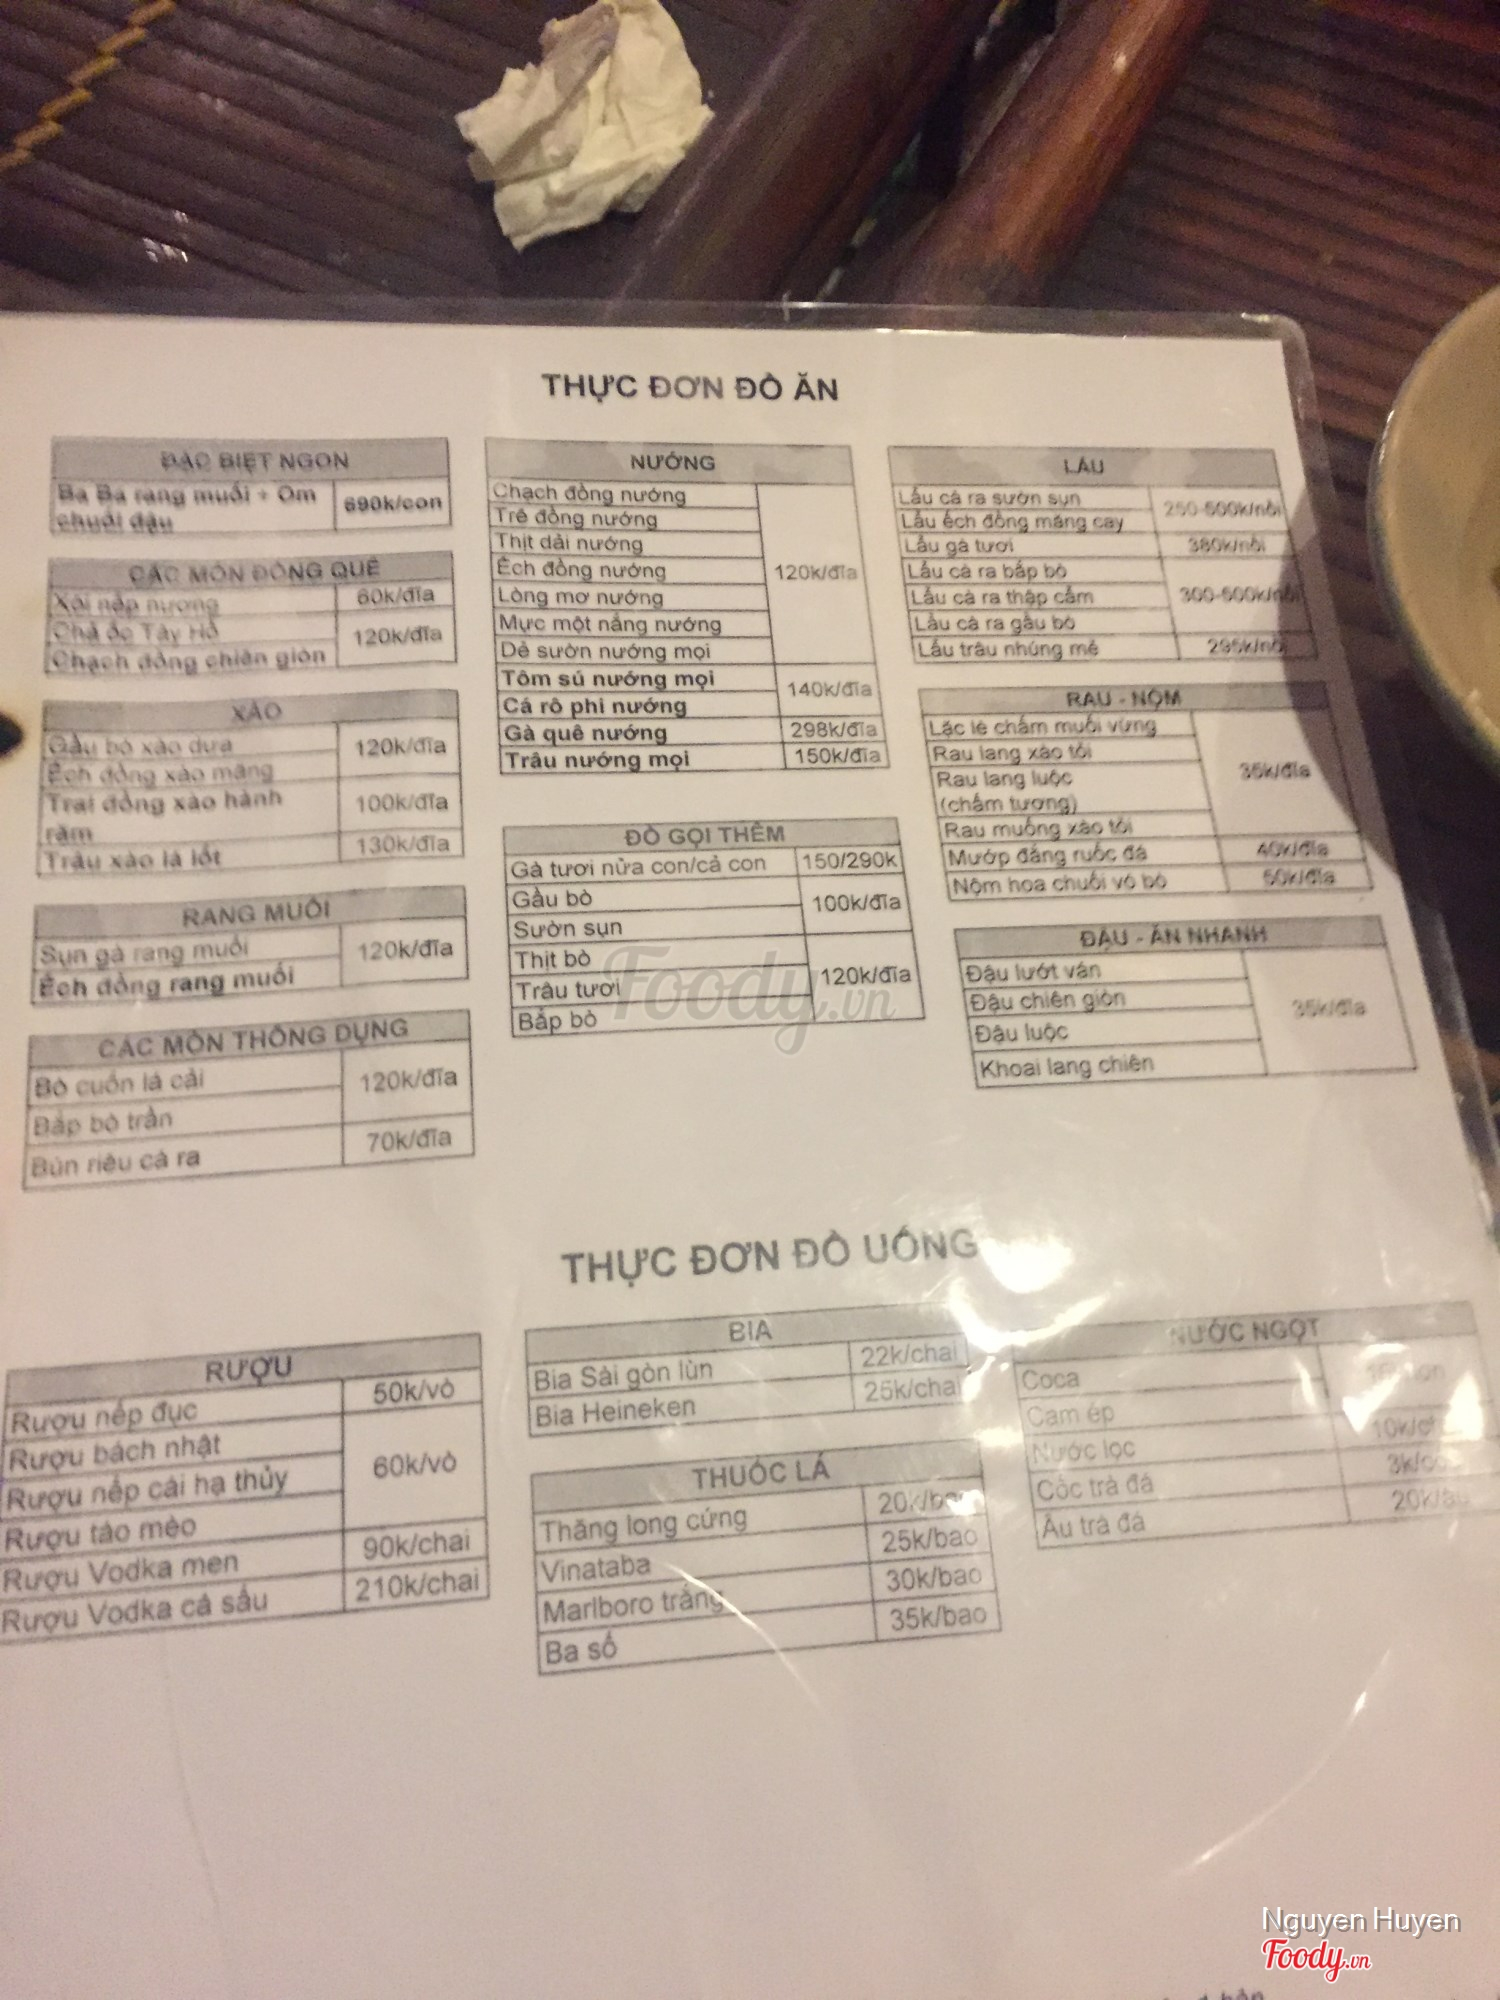 THỰC ĐƠN ĐỒ ĂN
ĐẶC BIỆT NGON
Ba Ba rang muối + Om
chuối đậu
690k/con
CÁC MÓN ĐỒNG QUÊ
Xôi nếp nương
60k/đĩa
Chả ốc Tây Hồ
Chạch đồng chiên giòn
120k/đĩa
XÀO
Gầu bò xào dưa
Ếch đồng xào măng
120k/đĩa
Trai đồng xào hành
răm
100k/đĩa
Trâu xào lá lốt
130k/đĩa
RANG MUỐI
Sụn gà rang muối
Ếch đồng rang muối
120k/đĩa
CÁC MÓN THÔNG DỤNG
Bò cuốn lá cải
Bắp bò trần
120k/đĩa
Bún riêu cà ra
70k/đĩa
NƯỚNG
Chạch đồng nướng
Trê đồng nướng
Thịt dải nướng
Ếch đồng nướng
Lòng mơ nướng
Mực một nắng nướng
Dẻ sườn nướng mọi
120k/đĩa
Tôm sú nướng mọi
Cá rô phi nướng
140k/đĩa
Gà quê nướng
298k/đĩa
Trâu nướng mọi
150k/đĩa
ĐỒ GỌI THÊM
Gà tươi nửa con/cả con
150/290k
Gầu bò
Sườn sụn
100k/đĩa
Thịt bò
Trâu tươi
Bắp bò
120k/đĩa
LẨU
Lẩu cà ra sườn sụn
Lẩu ếch đồng măng cay
250-500k/nồi
Lẩu gà tươi
380k/nồi
Lẩu cà ra bắp bò
Lẩu cà ra thập cẩm
Lẩu cà ra gầu bò
300-600k/nồi
Lẩu trâu nhúng mẻ
295k/nồi
RAU - NỘM
Lặc lè chấm muối vừng
Rau lang xào tỏi
Rau lang luộc
(chấm tương)
Rau muống xào tỏi
35k/đĩa
Mướp đắng ruốc đá
40k/đĩa
Nộm hoa chuối vó bò
50k/đĩa
ĐẬU - ĂN NHANH
Đậu lướt ván
Đậu chiên giòn
Đậu luộc
Khoai lang chiên
35k/đĩa
Foody.vn
THỰC ĐƠN ĐỒ UỐNG
RƯỢU
Rượu nếp đục
50k/vò
Rượu bách nhật
Rượu nếp cái hạ thủy
Rượu táo mèo
60k/vò
Rượu Vodka men
90k/chai
Rượu Vodka cá sấu
210k/chai
BIA
Bia Sài gòn lùn
22k/chai
Bia Heineken
25k/chai
THUỐC LÁ
Thăng long cứng
20k/bao
Vinataba
25k/bao
Marlboro trắng
30k/bao
Ba số
35k/bao
NƯỚC NGỌT
Coca
Cam ép
Nước lọc
Cốc trà đá
Âu trà đá
Nguyen Huyen
Foody.vn